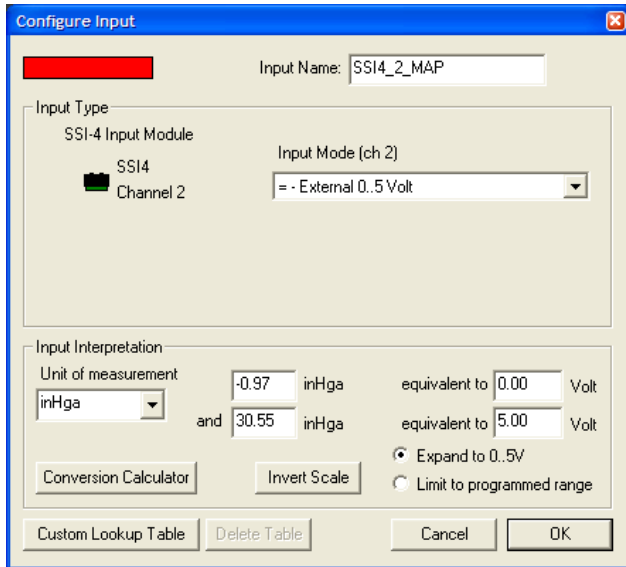 Configure Input
Input Name: SSI4_2_MAP
Input Type
SSI-4 Input Module
SSI4
Channel 2
Input Mode (ch 2)
= - External 0..5 Volt
Input Interpretation
Unit of measurement
inHga
-0.97 inHga equivalent to 0.00 Volt
and 30.55 inHga equivalent to 5.00 Volt
Expand to 0..5V
Limit to programmed range
Conversion Calculator
Invert Scale
Custom Lookup Table
Delete Table
Cancel
OK